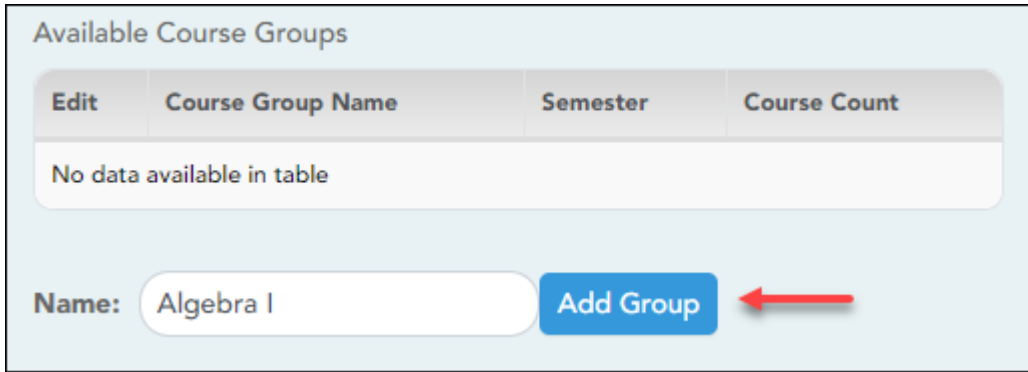 Available Course Groups
Edit Course Group Name Semester Course Count
No data available in table
Name: Algebra I Add Group